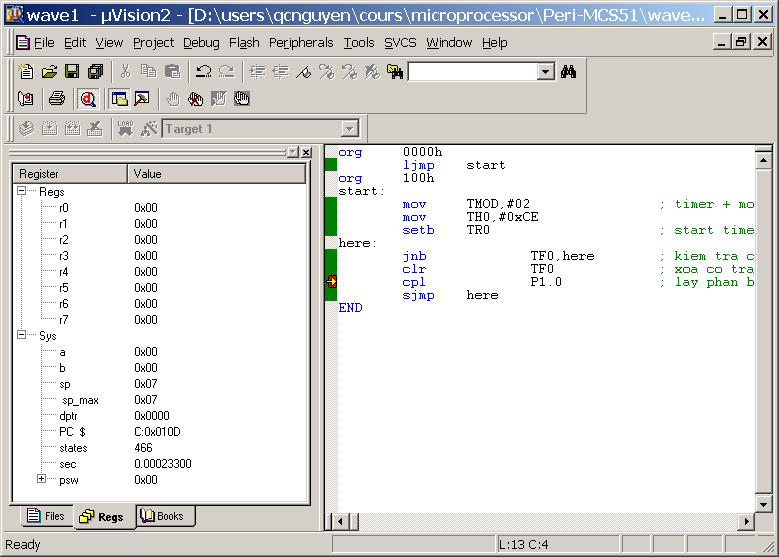 wave1 - µVision2 - [D:\users\qcnguyen\cours\microprocessor\Peri-MCS51\wave...
File Edit View Project Debug Flash Peripherals Tools SVCS Window Help
LOAD Target 1
Register Value
Regs
r0 0x00
r1 0x00
r2 0x00
r3 0x00
r4 0x00
r5 0x00
r6 0x00
r7 0x00
Sys
a 0x00
b 0x00
sp 0x07
sp_max 0x07
dptr 0x0000
PC $ C:0x010D
states 466
sec 0.00023300
psw
Files Regs Books
org 0000h
ljmp start
org 100h
start:
mov TMOD,#02 ; timer + mo
mov TH0,#0xCE
setb TR0 ; start time
here:
jnb TF0,here ; kiem tra c
clr TF0 ; xoa co tra
cpl P1.0 ; lay phan b
sjmp here
END
Ready L:13 C:4